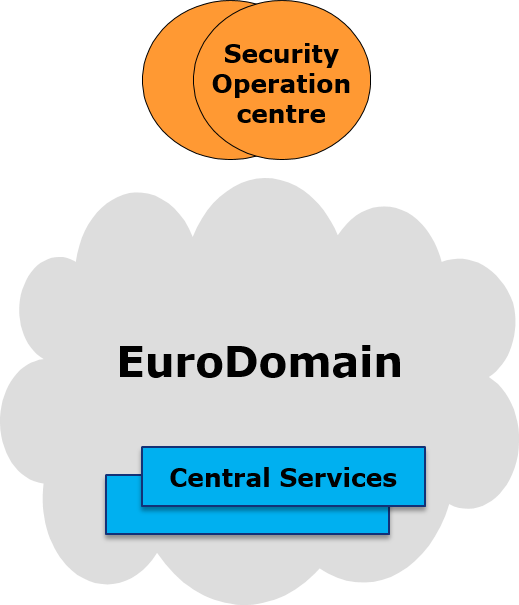 Security
Operation
centre
EuroDomain
Central Services